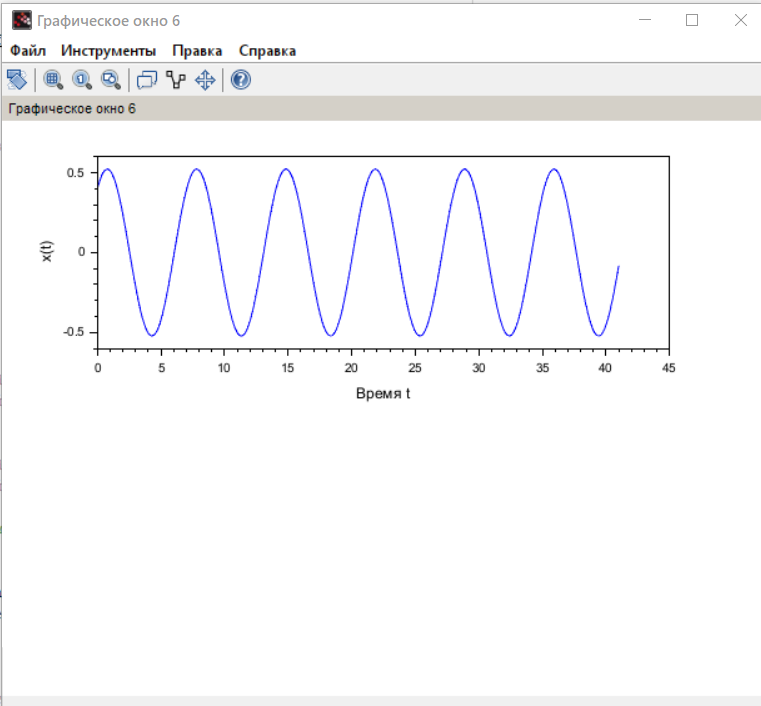 Графическое окно 6
Файл Инструменты Правка Справка
Графическое окно 6
0.5
x(t)
0
-0.5
0 5 10 15 20 25 30 35 40 45
Время t